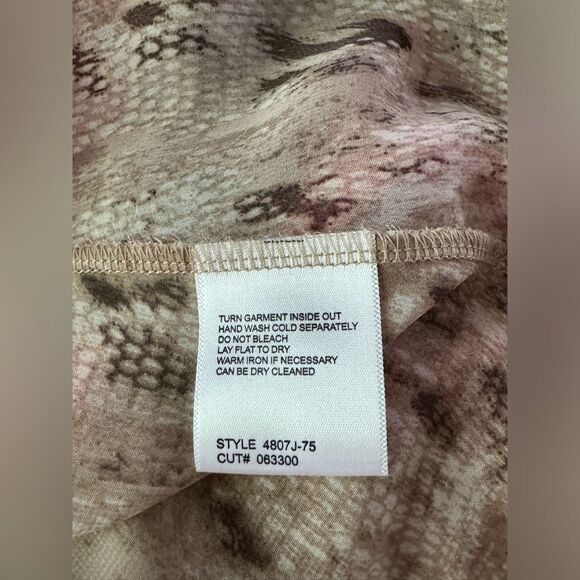 TURN GARMENT INSIDE OUT
HAND WASH COLD SEPARATELY
DO NOT BLEACH
LAY FLAT TO DRY
WARM IRON IF NECESSARY
CAN BE DRY CLEANED
STYLE 4807J-75
CUT# 063300